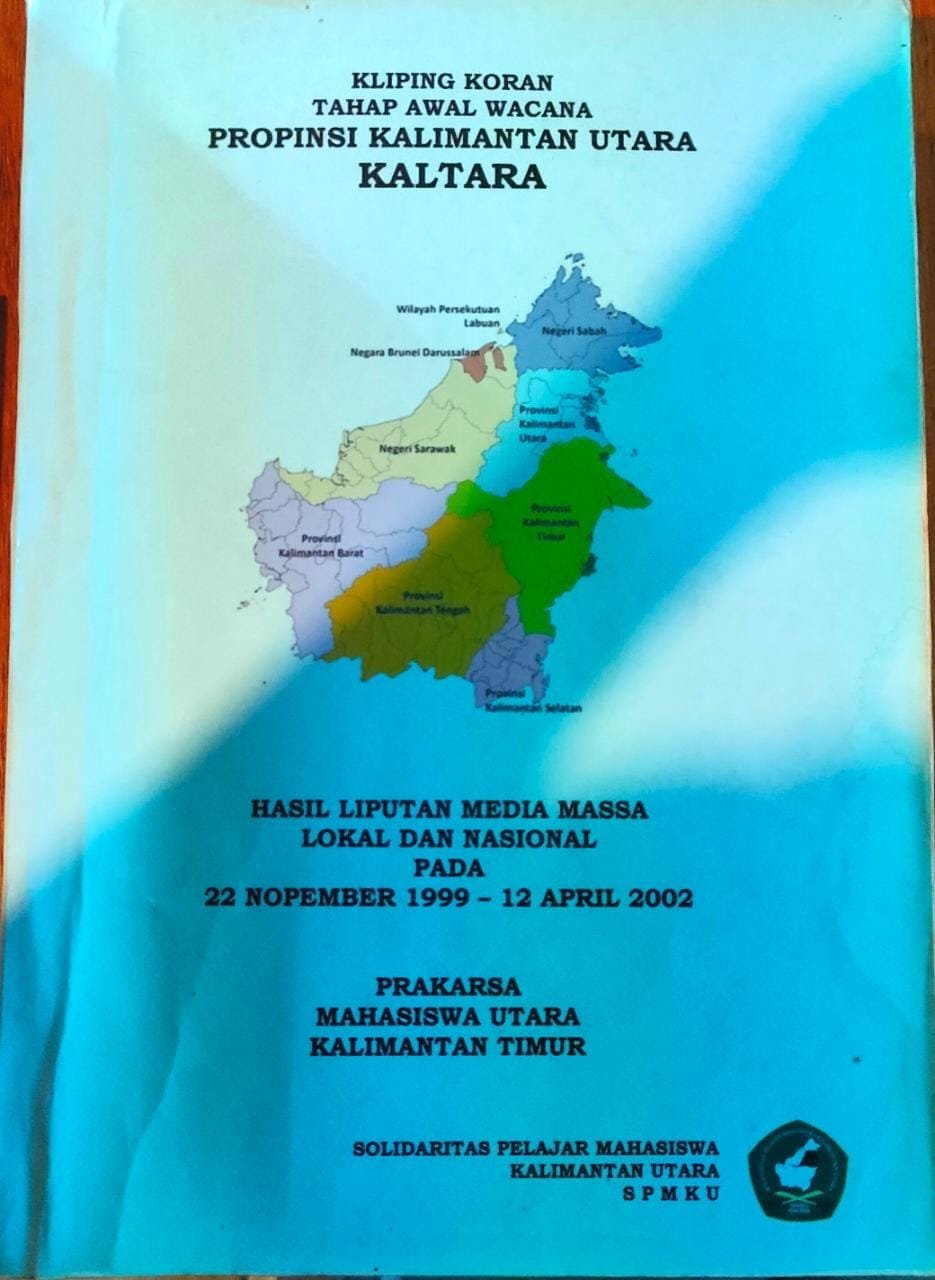 KLIPING KORAN
TAHAP AWAL WACANA
PROPINSI KALIMANTAN UTARA
KALTARA
Wilayah Persekutuan
Labuan
Negeri Sabah
Negara Brunei Darussalam
Provinsi
Kalimantan
Utara
Negeri Sarawak
Provinsi
Kalimantan
Timur
Provinsi
Kalimantan Barat
Provinsi
Kalimantan Tengah
Provinsi
Kalimantan Selatan
HASIL LIPUTAN MEDIA MASSA
LOKAL DAN NASIONAL
PADA
22 NOPEMBER 1999 – 12 APRIL 2002
PRAKARSA
MAHASISWA UTARA
KALIMANTAN TIMUR
SOLIDARITAS PELAJAR MAHASISWA
KALIMANTAN UTARA
S P M K U